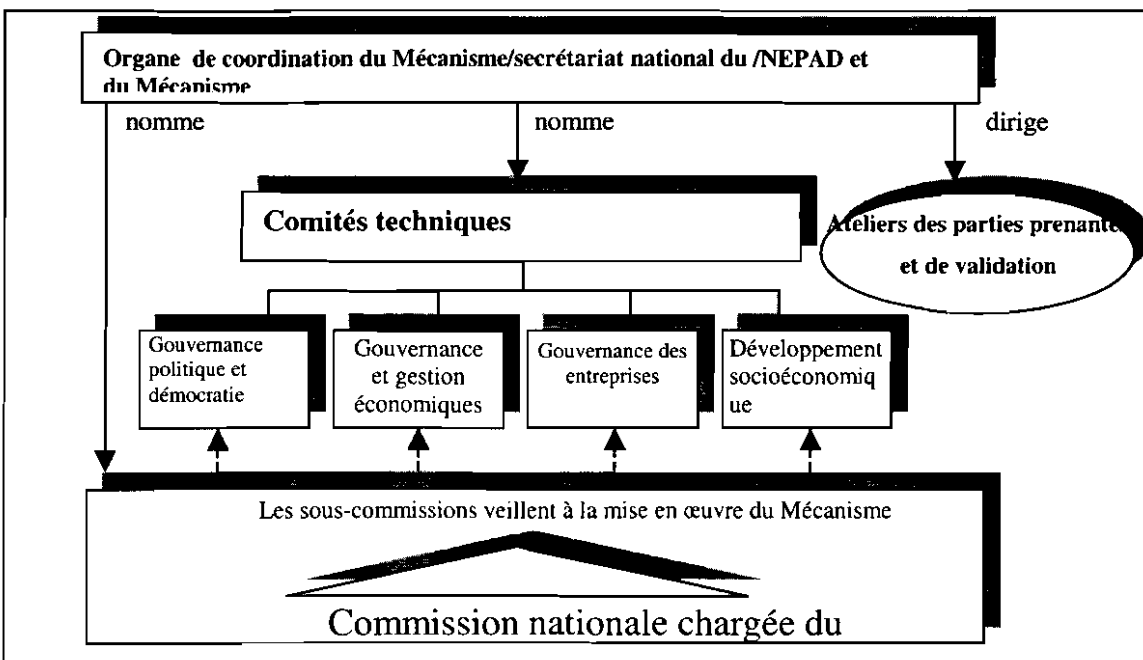 Organe de coordination du Mécanisme/secrétariat national du /NEPAD et
du Mécanisme
nomme
nomme
dirige
Comités techniques
Ateliers des parties prenante
et de validation
Gouvernance
politique et
démocratie
Gouvernance
et gestion
économiques
Gouvernance des
entreprises
Développement
socioéconomiq
ue
Les sous-commissions veillent à la mise en œuvre du Mécanisme
Commission nationale chargée du